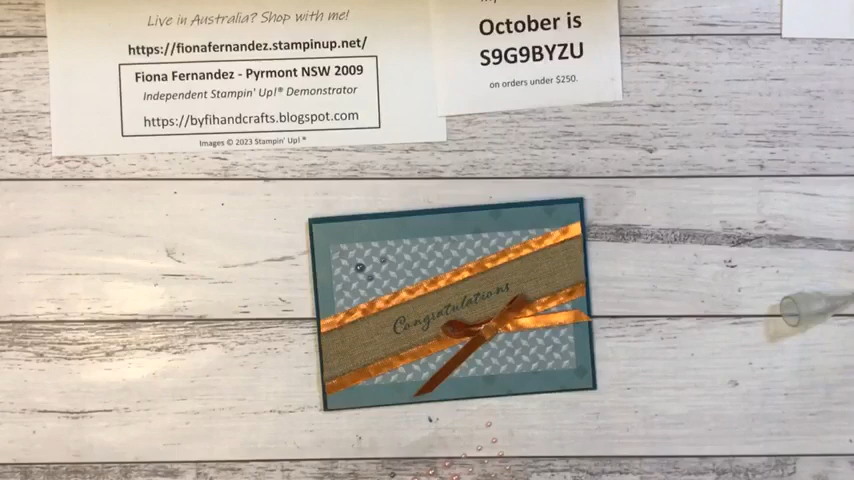 Live in Australia? Shop with me!
https://fionafernandez.stampinup.net/
Fiona Fernandez - Pyrmont NSW 2009
Independent Stampin' Up!® Demonstrator
https://byfihandcrafts.blogspot.com
Images © 2023 Stampin' Up! ®
October is
S9G9BYZU
on orders under $250.
Congratulations